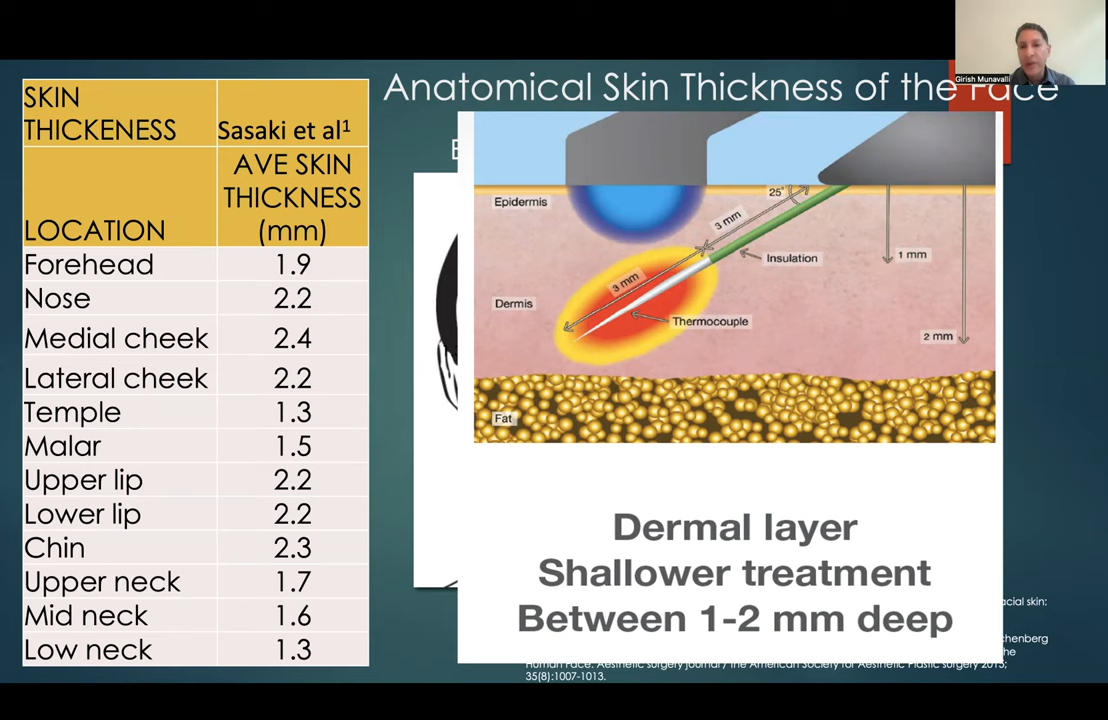 Girish Munavalli
Anatomical Skin Thickness of the Face
SKIN
THICKENESS
Sasaki et al¹
LOCATION
AVE SKIN
THICKNESS
(mm)
Forehead 1.9
Nose 2.2
Medial cheek 2.4
Lateral cheek 2.2
Temple 1.3
Malar 1.5
Upper lip 2.2
Lower lip 2.2
Chin 2.3
Upper neck 1.7
Mid neck 1.6
Low neck 1.3
Epidermis
25°
3 mm
Insulation
1 mm
3 mm
Dermis
Thermocouple
2 mm
Fat
Dermal layer
Shallower treatment
Between 1-2 mm deep
skin:
Human Face. Aesthetic surgery journal / the American Society for Aesthetic Plastic surgery 2015;
35(8):1007-1013.